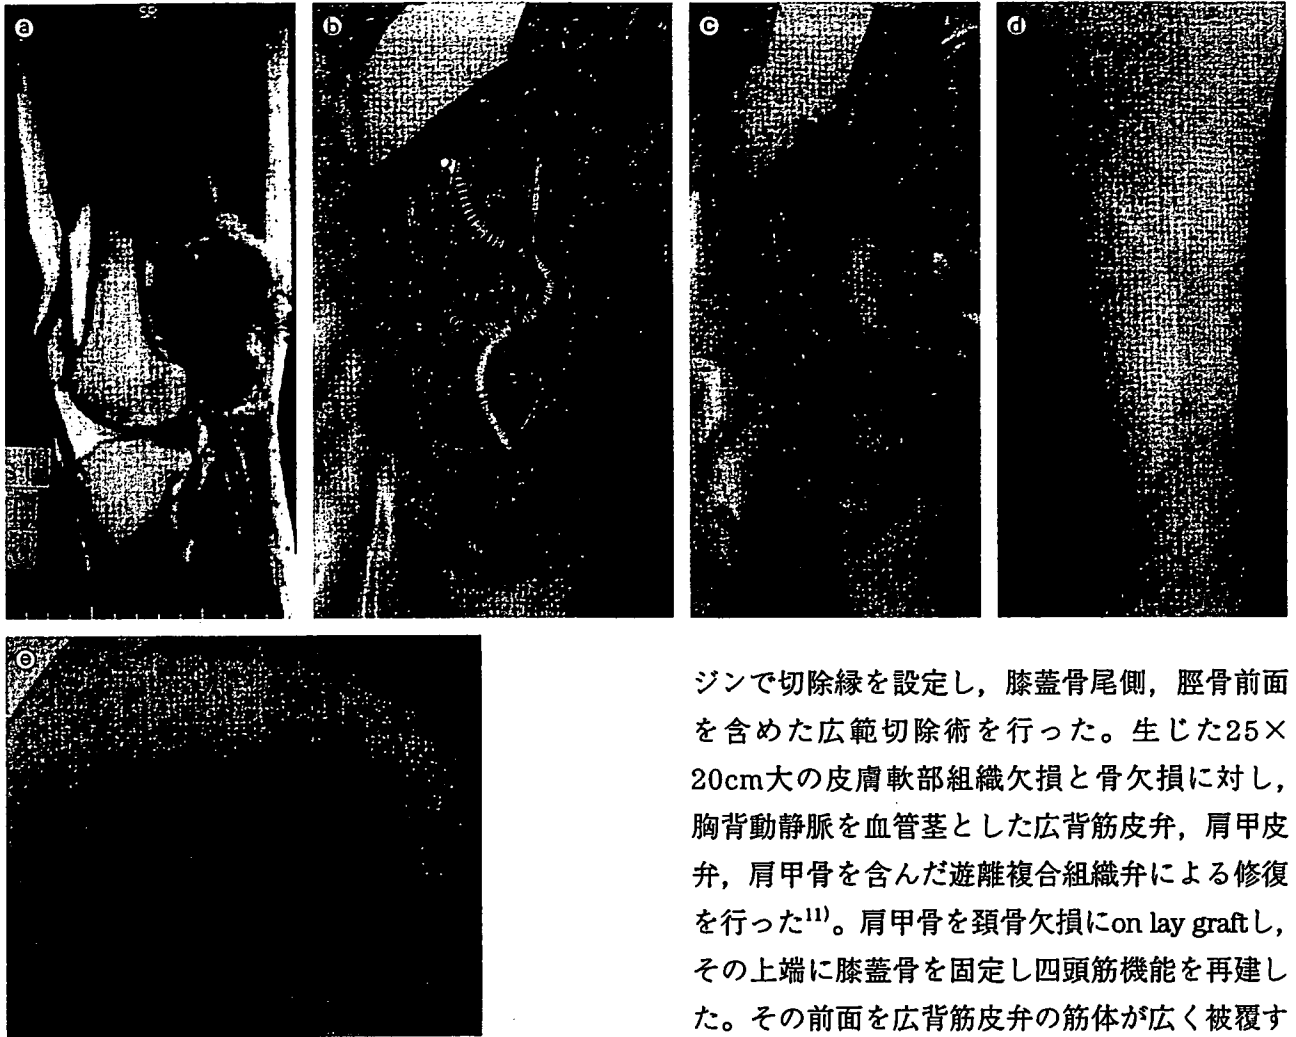 ⓐ
ⓑ
ⓒ
ⓓ
ⓔ
ジンで切除縁を設定し，膝蓋骨尾側，脛骨前面
を含めた広範切除術を行った。生じた25×
20cm大の皮膚軟部組織欠損と骨欠損に対し，
胸背動静脈を血管茎とした広背筋皮弁，肩甲皮
弁，肩甲骨を含んだ遊離複合組織弁による修復
を行った¹¹⁾。肩甲骨を頚骨欠損にon lay graftし，
その上端に膝蓋骨を固定し四頭筋機能を再建し
た。その前面を広背筋皮弁の筋体が広く被覆す